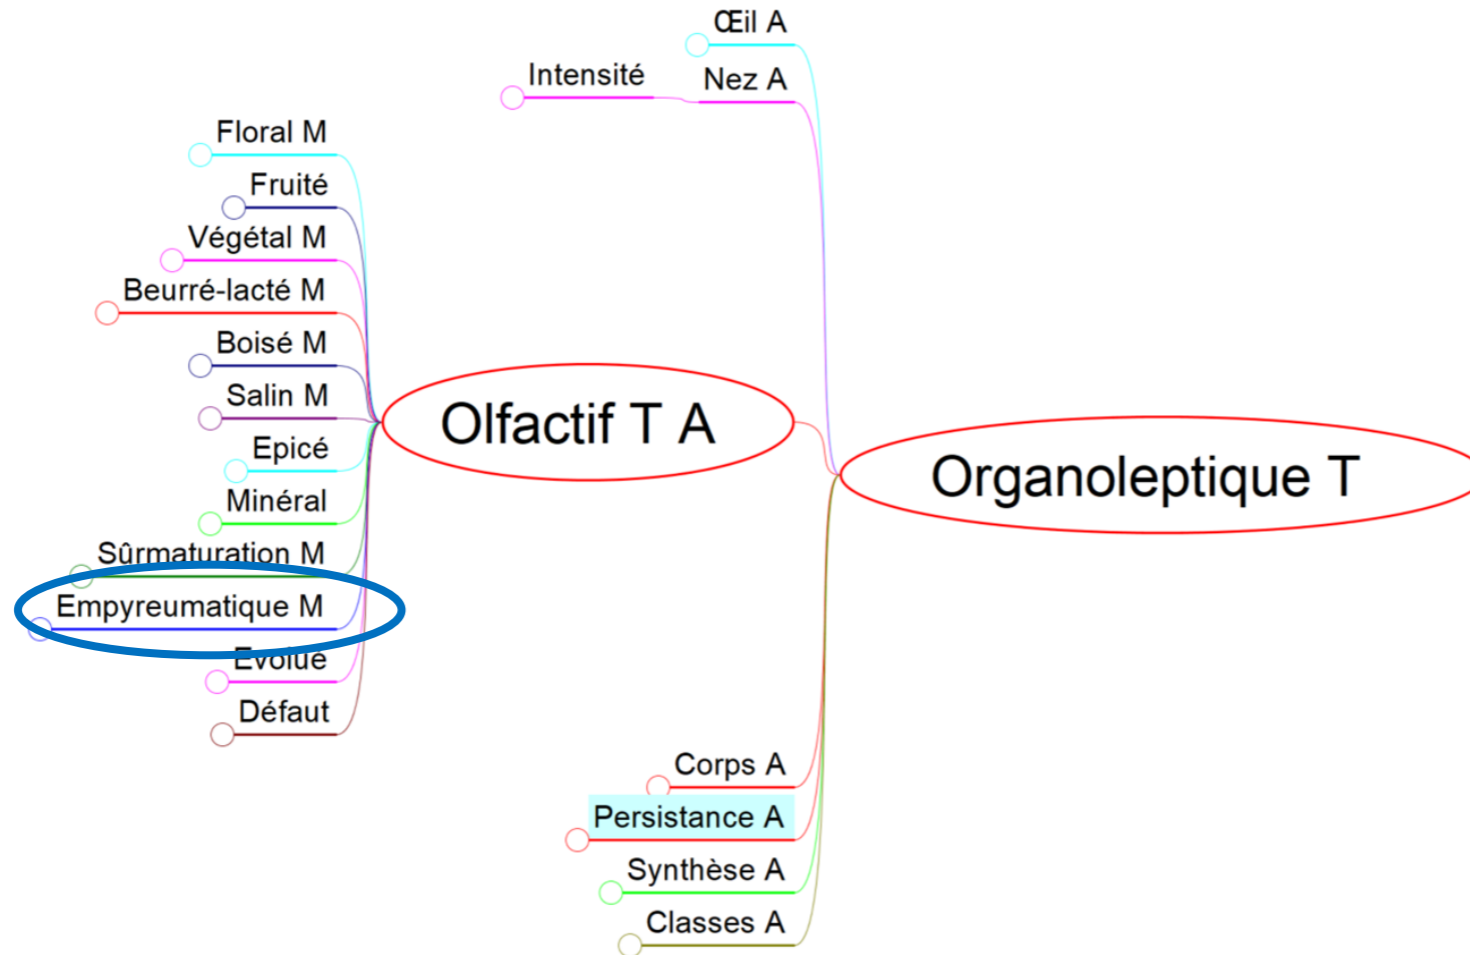 Œil A
Intensité
Nez A
Floral M
Fruité
Végétal M
Beurré-lacté M
Boisé M
Salin M
Epicé
Minéral
Sûrmaturation M
Empyreumatique M
Evolué
Défaut
Olfactif T A
Organoleptique T
Corps A
Persistance A
Synthèse A
Classes A